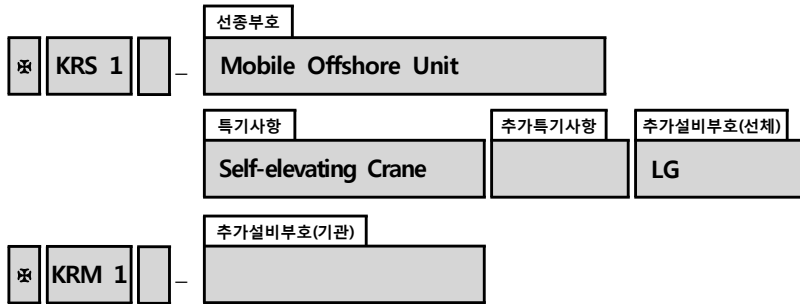 선종부호
✠ KRS 1 – Mobile Offshore Unit
특기사항 추가특기사항 추가설비부호(선체)
Self-elevating Crane LG
추가설비부호(기관)
✠ KRM 1 –